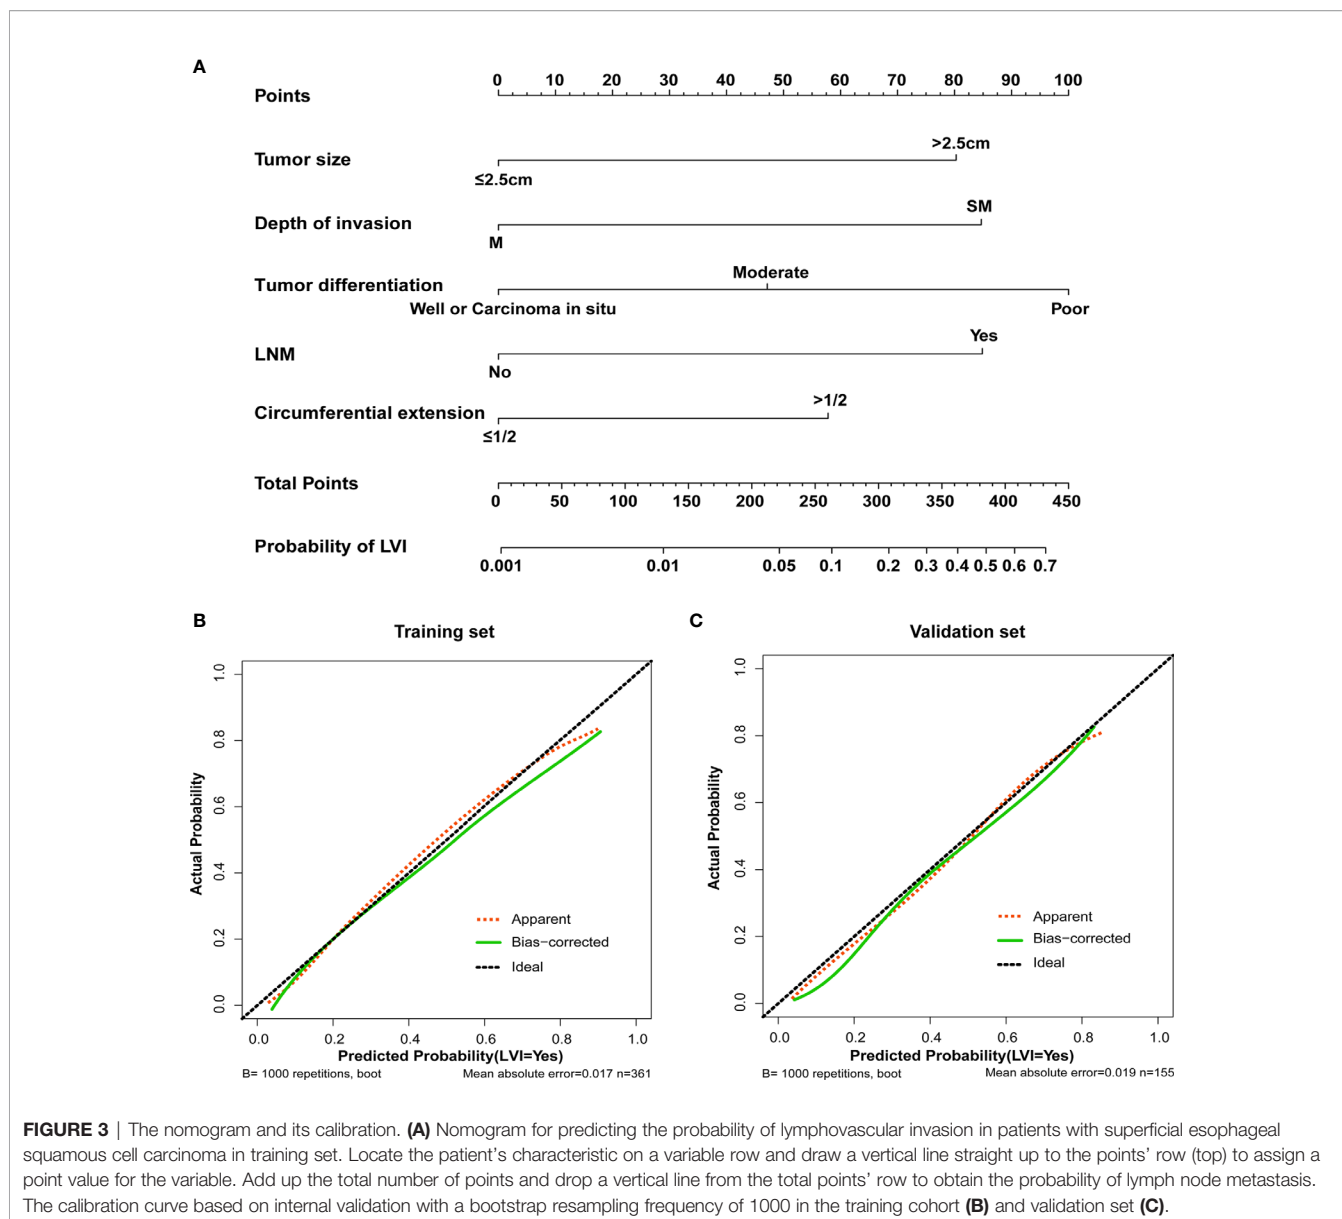 A
Points
0 10 20 30 40 50 60 70 80 90 100
Tumor size
>2.5cm
≤2.5cm
Depth of invasion
SM
M
Tumor differentiation
Moderate
Well or Carcinoma in situ
Poor
LNM
Yes
No
Circumferential extension
>1/2
≤1/2
Total Points
0 50 100 150 200 250 300 350 400 450
Probability of LVI
0.001 0.01 0.05 0.1 0.2 0.3 0.4 0.5 0.6 0.7
B
Training set
Actual Probability
0.0 0.2 0.4 0.6 0.8 1.0
Apparent
Bias-corrected
Ideal
0.0 0.2 0.4 0.6 0.8 1.0
Predicted Probability(LVI=Yes)
B= 1000 repetitions, boot
Mean absolute error=0.017 n=361
C
Validation set
Actual Probability
0.0 0.2 0.4 0.6 0.8 1.0
Apparent
Bias-corrected
Ideal
0.0 0.2 0.4 0.6 0.8 1.0
Predicted Probability(LVI=Yes)
B= 1000 repetitions, boot
Mean absolute error=0.019 n=155
FIGURE 3 | The nomogram and its calibration. (A) Nomogram for predicting the probability of lymphovascular invasion in patients with superficial esophageal
squamous cell carcinoma in training set. Locate the patient's characteristic on a variable row and draw a vertical line straight up to the points' row (top) to assign a
point value for the variable. Add up the total number of points and drop a vertical line from the total points' row to obtain the probability of lymph node metastasis.
The calibration curve based on internal validation with a bootstrap resampling frequency of 1000 in the training cohort (B) and validation set (C).